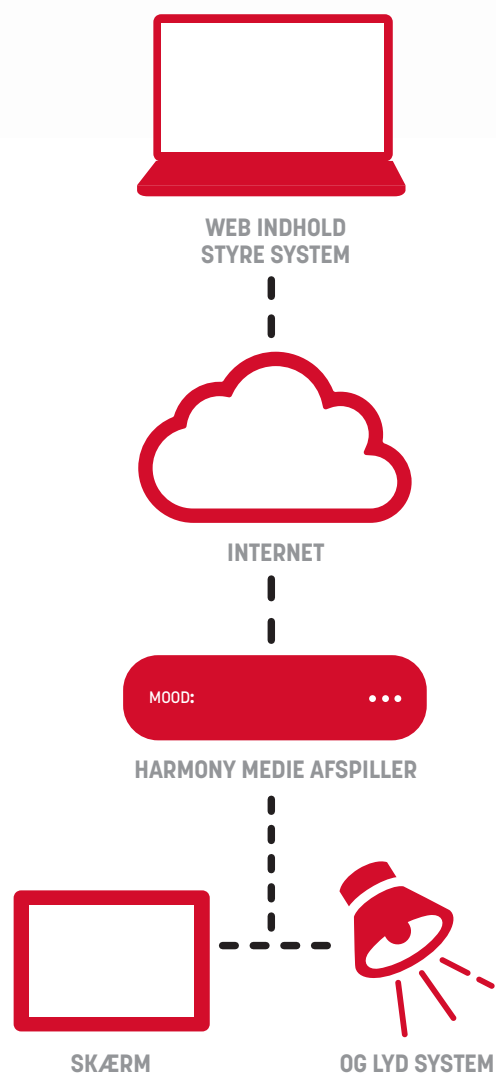 WEB INDHOLD
STYRE SYSTEM
INTERNET
MOOD:
HARMONY MEDIE AFSPILLER
SKÆRM
OG LYD SYSTEM